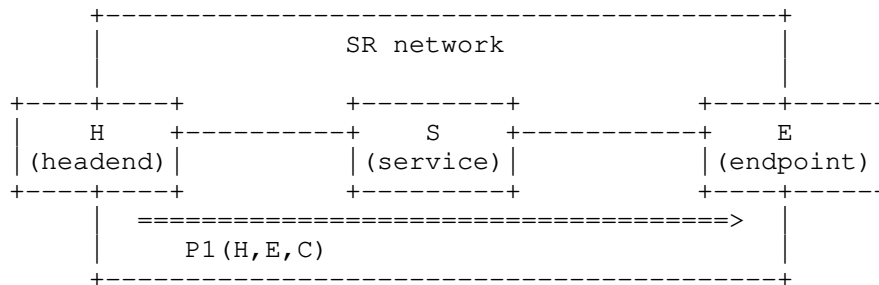 SR network
H S E
(headend) (service) (endpoint)
P1(H,E,C)